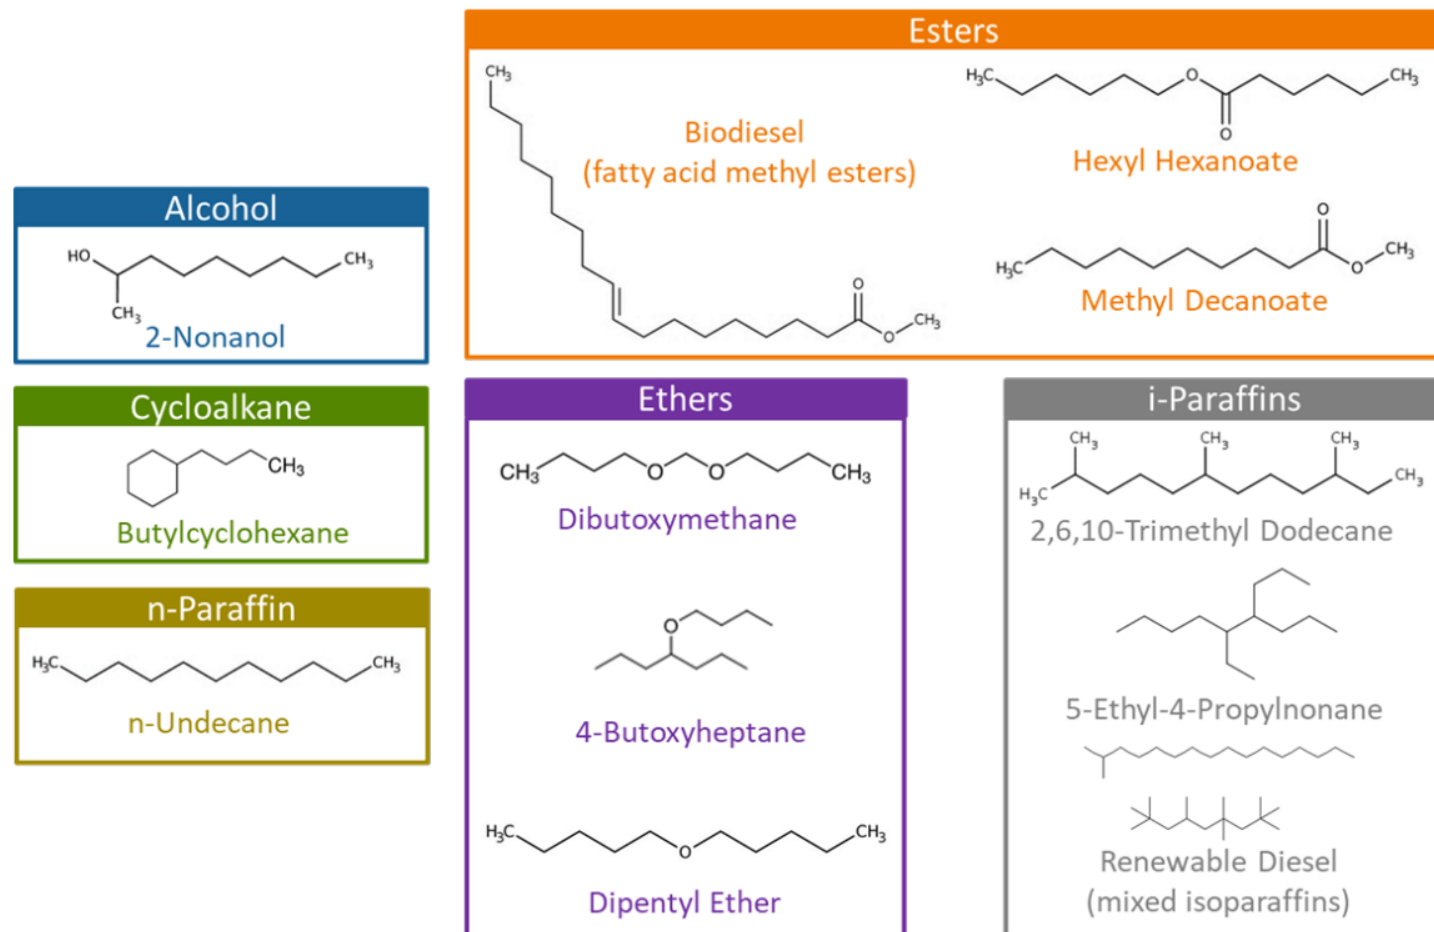 Esters
CH3
Biodiesel
(fatty acid methyl esters)
O
O
CH3
H3C
O
O
CH3
Hexyl Hexanoate
H3C
O
O
CH3
Methyl Decanoate
Alcohol
HO
CH3
CH3
2-Nonanol
Cycloalkane
CH3
Butylcyclohexane
n-Paraffin
H3C
CH3
n-Undecane
Ethers
CH3
O
O
CH3
Dibutoxymethane
O
4-Butoxyheptane
H3C
O
CH3
Dipentyl Ether
i-Paraffins
CH3
CH3
CH3
H3C
CH3
2,6,10-Trimethyl Dodecane
5-Ethyl-4-Propylnonane
Renewable Diesel
(mixed isoparaffins)